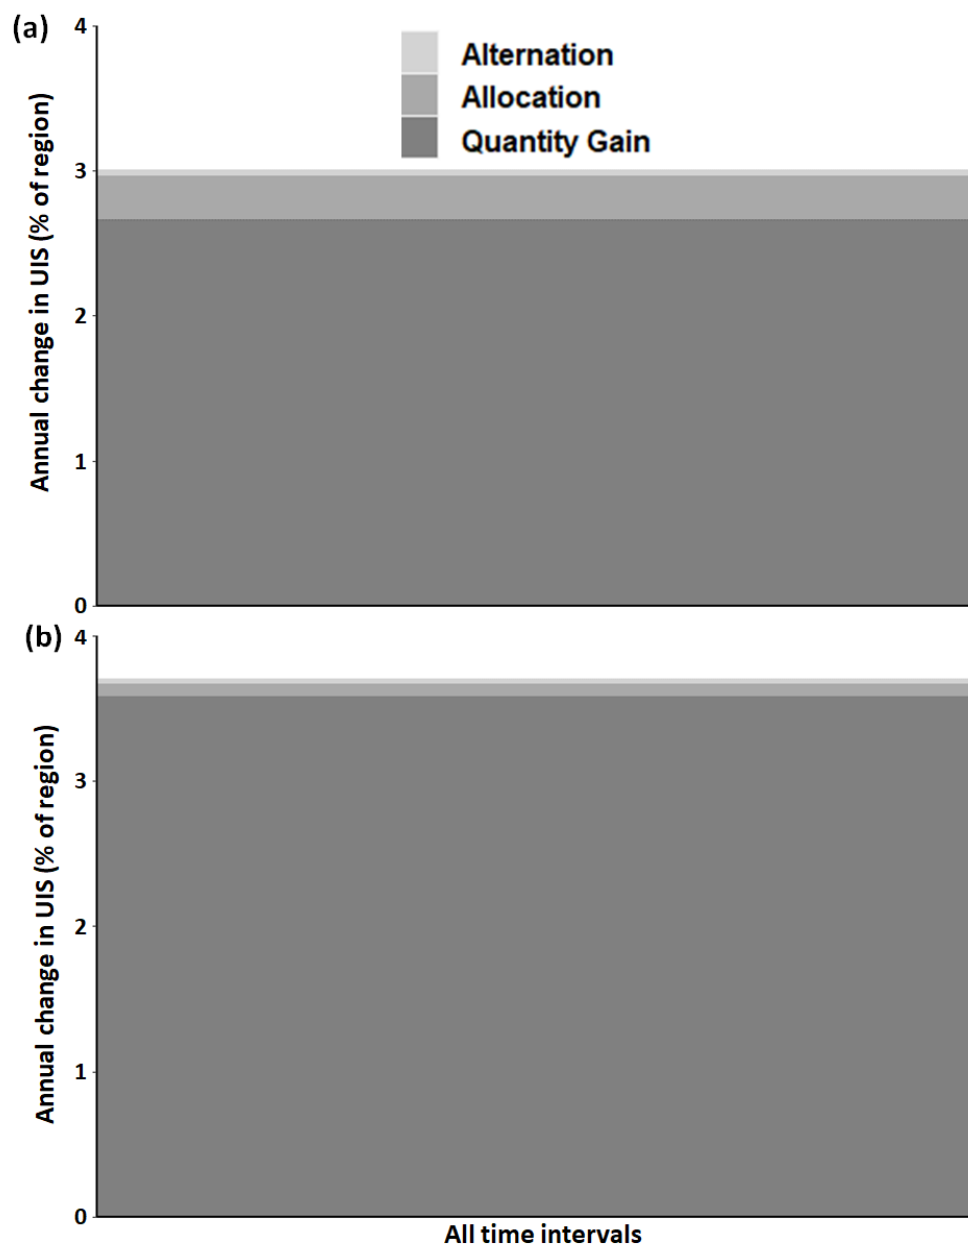 (a)
4
Alternation
Allocation
Quantity Gain
3
2
1
0
Annual change in UIS (% of region)
(b)
4
3
2
1
0
Annual change in UIS (% of region)
All time intervals